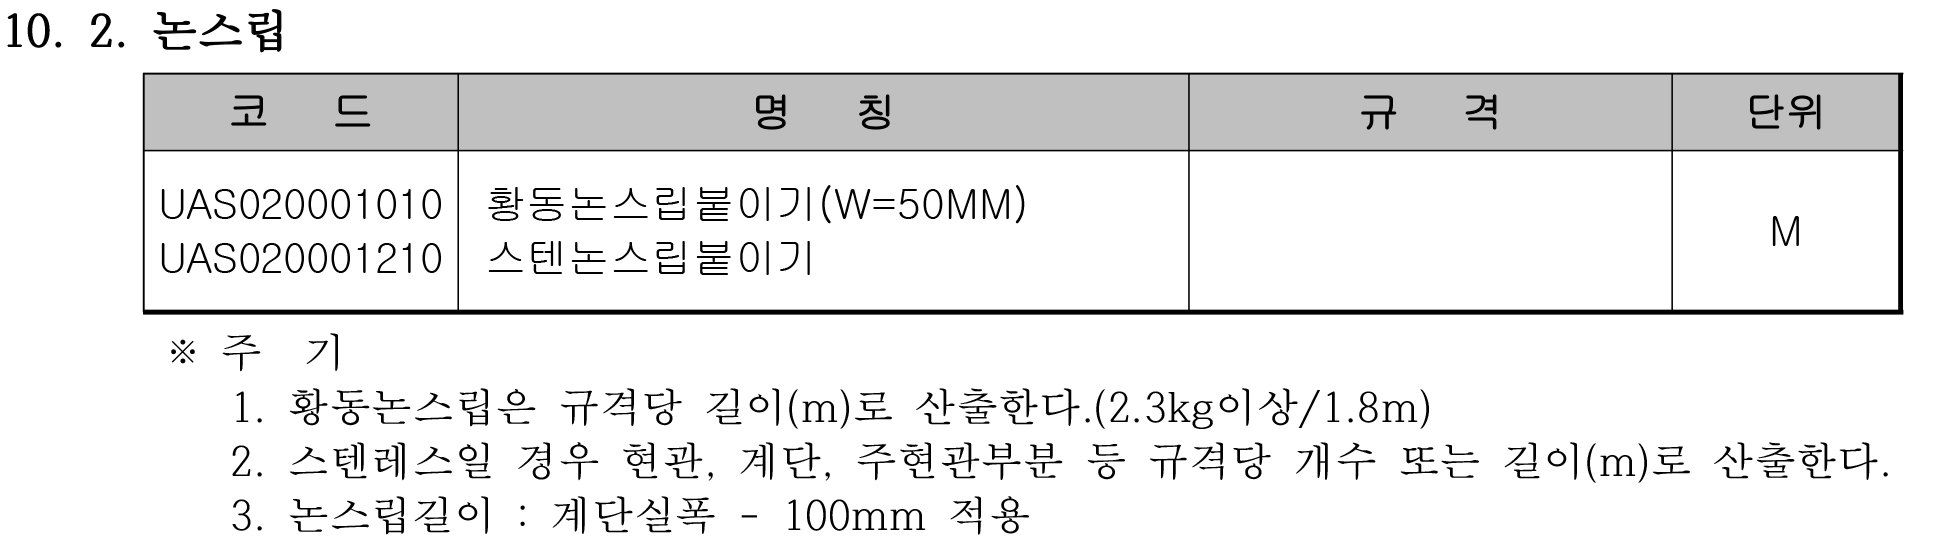 10. 2. 논스립
코 드 명 칭 규 격 단위
UAS020001010 황동논스립붙이기(W=50MM)
UAS020001210 스텐논스립붙이기
M
※ 주 기
1. 황동논스립은 규격당 길이(m)로 산출한다.(2.3kg이상/1.8m)
2. 스텐레스일 경우 현관, 계단, 주현관부분 등 규격당 개수 또는 길이(m)로 산출한다.
3. 논스립길이 : 계단실폭 - 100mm 적용